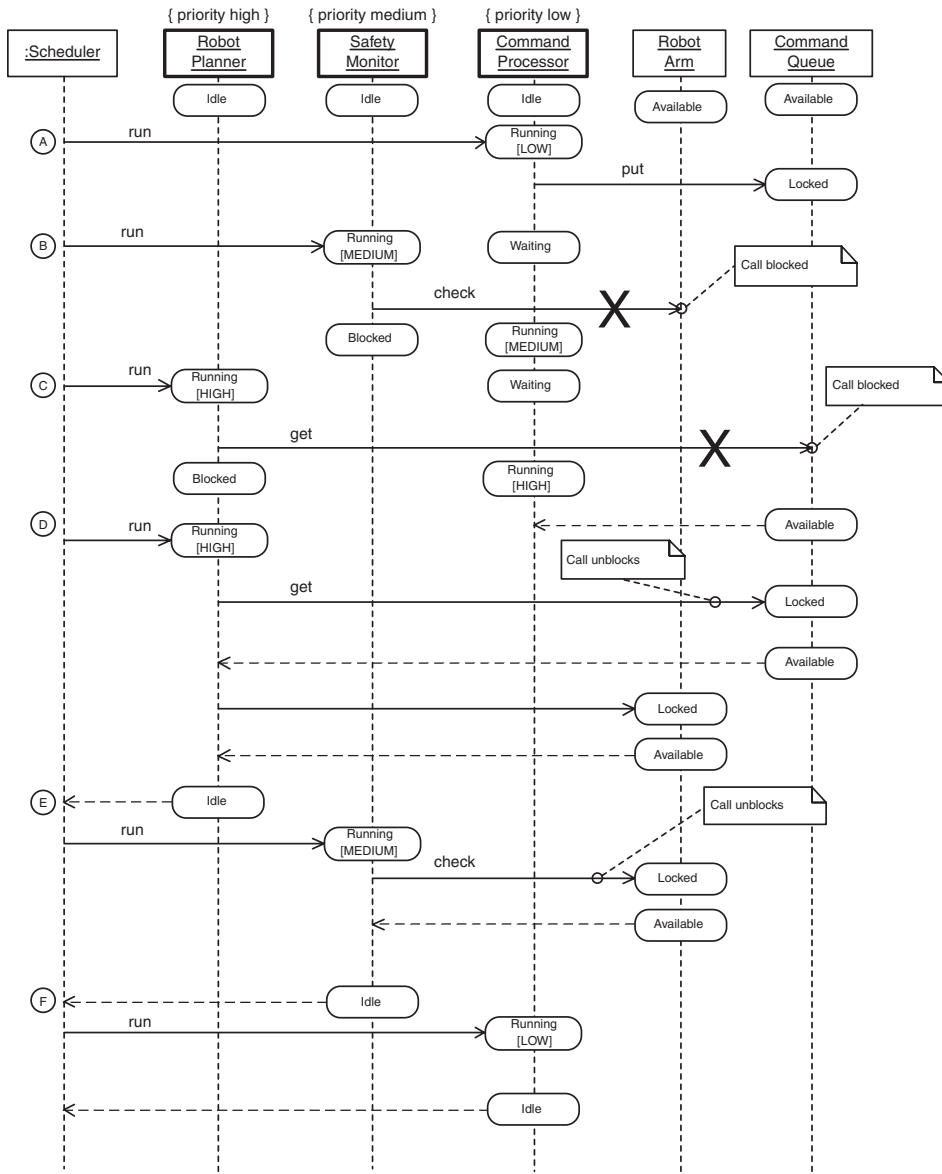 { priority high } { priority medium } { priority low }
:Scheduler
Robot
Planner
Safety
Monitor
Command
Processor
Robot
Arm
Command
Queue
Idle
Idle
Idle
Available
Available
A
run
Running
[LOW]
put
Locked
B
run
Running
[MEDIUM]
Waiting
Call blocked
check
X
Blocked
Running
[MEDIUM]
C
run
Running
[HIGH]
Waiting
Call blocked
get
X
Blocked
Running
[HIGH]
D
run
Running
[HIGH]
Available
Call unblocks
get
Locked
Available
Locked
Available
E
Idle
Call unblocks
run
Running
[MEDIUM]
check
Locked
Available
F
Idle
run
Running
[LOW]
Idle